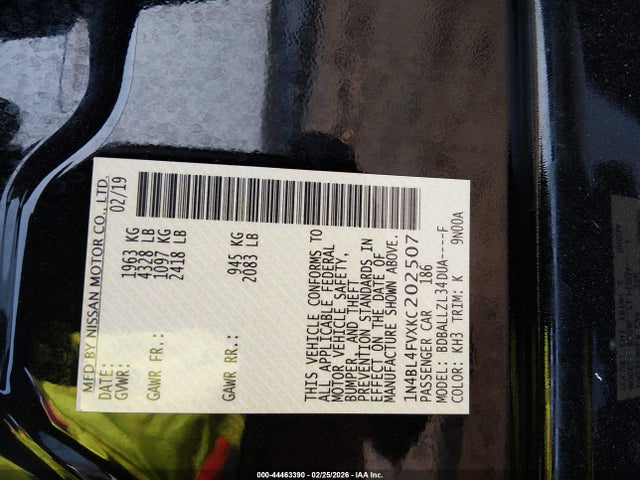 MFD BY NISSAN MOTOR CO., LTD.
DATE: 02/19
GVWR: 1963 KG
4328 LB
GAWR FR.: 1097 KG
2418 LB
GAWR RR.: 945 KG
2083 LB
THIS VEHICLE CONFORMS TO
ALL APPLICABLE FEDERAL
MOTOR VEHICLE SAFETY,
BUMPER, AND THEFT
PREVENTION STANDARDS IN
EFFECT ON THE DATE OF
MANUFACTURE SHOWN ABOVE.
1N4BL4FVXKC202507
PASSENGER CAR 186
MODEL: BDBALLZL34DUA----F
COLOR: KH3 TRIM: K 9N00A
000-44463390 - 02/25/2026 - IAA Inc.